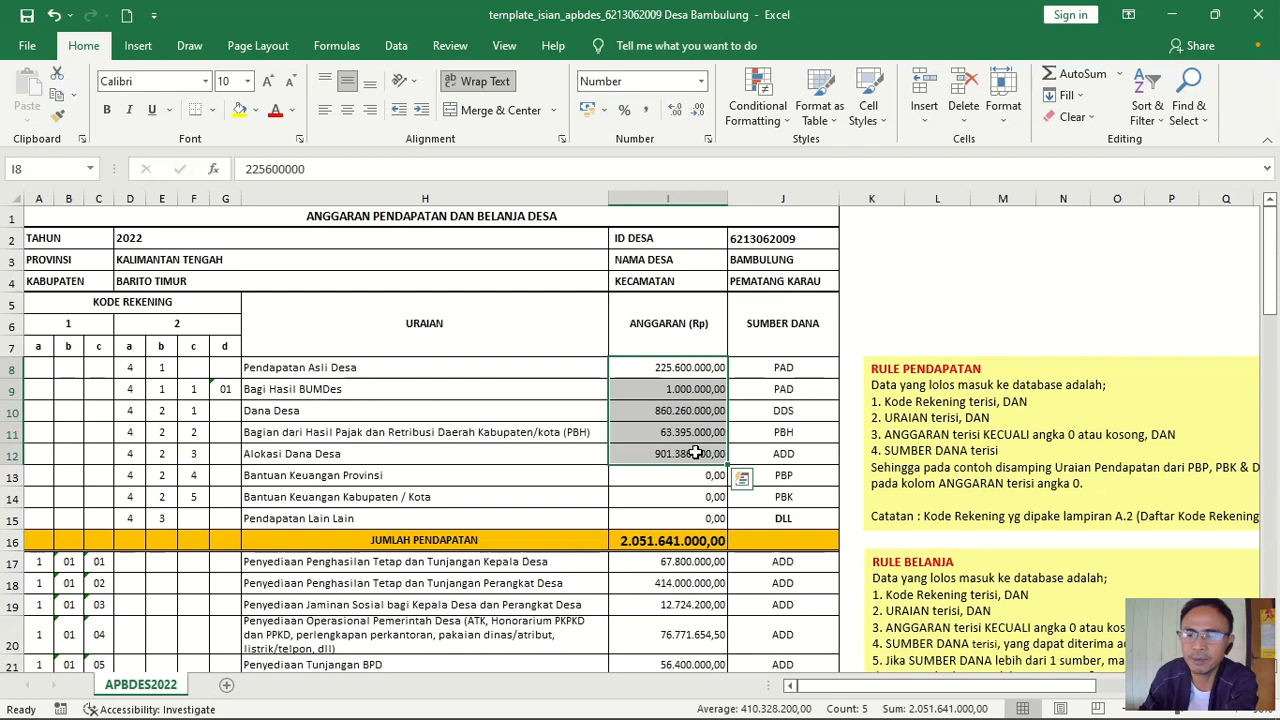 template_isian_apbdes_6213062009 Desa Bambulung - Excel
Sign in
File Home Insert Draw Page Layout Formulas Data Review View Help Tell me what you want to do Share
Paste
Calibri 10
Wrap Text
Merge & Center
Number
Conditional Formatting
Format as Table
Cell Styles
Insert Delete Format
AutoSum
Fill
Clear
Sort & Filter
Find & Select
Clipboard Font Alignment Number Styles Cells Editing
I8 225600000
A B C D E F G H I J K L M N O P Q
1 ANGGARAN PENDAPATAN DAN BELANJA DESA
2 TAHUN 2022 ID DESA 6213062009
3 PROVINSI KALIMANTAN TENGAH NAMA DESA BAMBULUNG
4 KABUPATEN BARITO TIMUR KECAMATAN PEMATANG KARAU
5 KODE REKENING
6 1 2 URAIAN ANGGARAN (Rp) SUMBER DANA
7 a b c a b c d
8 4 1 Pendapatan Asli Desa 225.600.000,00 PAD
9 4 1 1 01 Bagi Hasil BUMDes 1.000.000,00 PAD
10 4 2 1 Dana Desa 860.260.000,00 DDS
11 4 2 2 Bagian dari Hasil Pajak dan Retribusi Daerah Kabupaten/kota (PBH) 63.395.000,00 PBH
12 4 2 3 Alokasi Dana Desa ADD
13 4 2 4 Bantuan Keuangan Provinsi 0,00 PBP
14 4 2 5 Bantuan Keuangan Kabupaten / Kota 0,00 PBK
15 4 3 Pendapatan Lain Lain 0,00 DLL
16 JUMLAH PENDAPATAN 2.051.641.000,00
17 1 01 01 Penyediaan Penghasilan Tetap dan Tunjangan Kepala Desa 67.800.000,00 ADD
18 1 01 02 Penyediaan Penghasilan Tetap dan Tunjangan Perangkat Desa 414.000.000,00 ADD
19 1 01 03 Penyediaan Jaminan Sosial bagi Kepala Desa dan Perangkat Desa 12.724.200,00 ADD
20 1 01 04 Penyediaan Operasional Pemerintah Desa (ATK, Honorarium PKPKD
dan PPKD, perlengkapan perkantoran, pakaian dinas/atribut, 76.771.654,50 ADD
listrik/telpon, dll)
21 1 01 05 Penyediaan Tunjangan BPD 56.400.000,00 ADD
RULE PENDAPATAN
Data yang lolos masuk ke database adalah;
1. Kode Rekening terisi, DAN
2. URAIAN terisi, DAN
3. ANGGARAN terisi KECUALI angka 0 atau kosong, DAN
4. SUMBER DANA terisi
Sehingga pada contoh disamping Uraian Pendapatan dari PBP, PBK & D
pada kolom ANGGARAN terisi angka 0.
Catatan : Kode Rekening yg dipake lampiran A.2 (Daftar Kode Rekening
RULE BELANJA
Data yang lolos masuk ke database adalah;
1. Kode Rekening terisi, DAN
2. URAIAN terisi, DAN
3. ANGGARAN terisi KECUALI angka 0 atau kos
4. SUMBER DANA terisi, yang dapat diterima a
5. Jika SUMBER DANA lebih dari 1 sumber, ma
APBDES2022
Ready Accessibility: Investigate Average: 410.328.200,00 Count: 5 Sum: 2.051.641.000,00